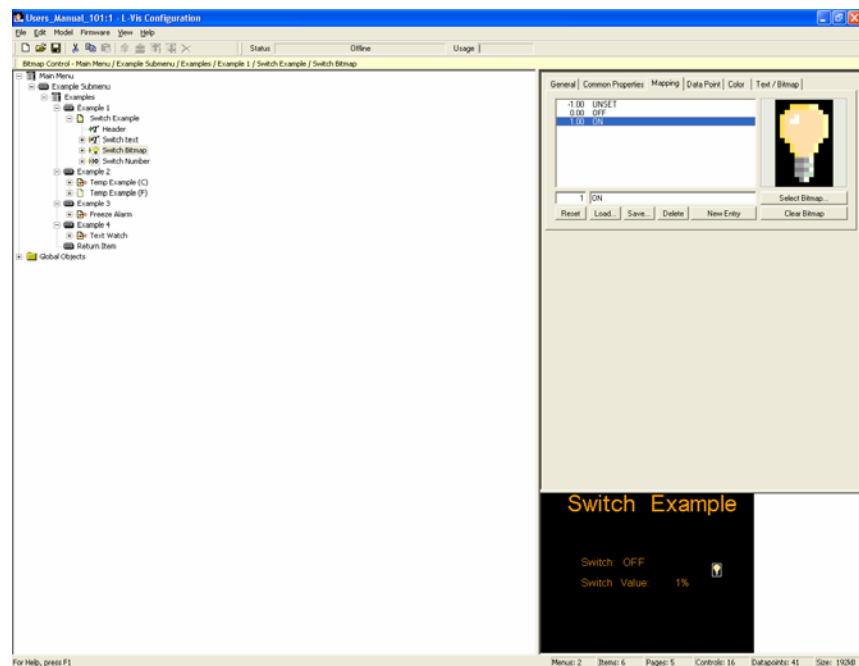 Users_Manual_101:1 - L-Vis Configuration
File Edit Model Firmware View Help
Status Offline Usage
Bitmap Control - Main Menu / Example Submenu / Examples / Example 1 / Switch Example / Switch Bitmap
Main Menu
Example Submenu
Examples
Example 1
Switch Example
Header
Switch text
Switch Bitmap
Switch Number
Example 2
Temp Example (C)
Temp Example (F)
Example 3
Freeze Alarm
Example 4
Text Watch
Return Item
Global Objects
General Common Properties Mapping Data Point Color Text / Bitmap
-1.00 UNSET
0.00 OFF
1.00 ON
1 ON
Select Bitmap...
Reset Load... Save... Delete New Entry Clear Bitmap
Switch Example
Switch: OFF
Switch Value: 1%
For Help, press F1
Menus: 2 Items: 6 Pages: 5 Controls: 16 Datapoints: 41 Size: 192kB